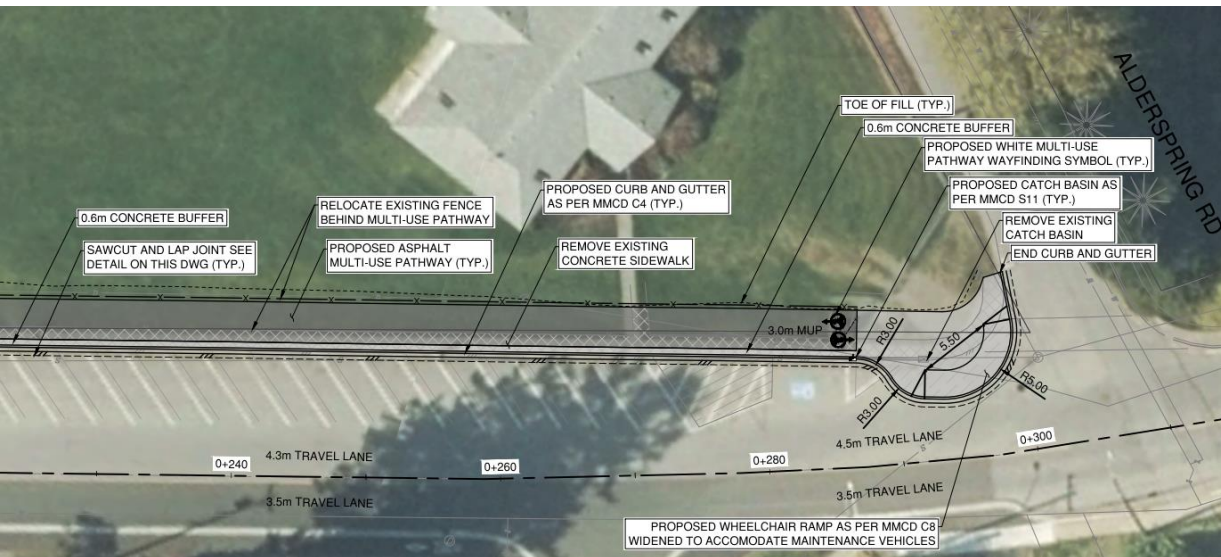 ALDERSPRING RD
TOE OF FILL (TYP.)
0.6m CONCRETE BUFFER
PROPOSED WHITE MULTI-USE
PATHWAY WAYFINDING SYMBOL (TYP.)
PROPOSED CATCH BASIN AS
PER MMCD S11 (TYP.)
REMOVE EXISTING
CATCH BASIN
END CURB AND GUTTER
PROPOSED CURB AND GUTTER
AS PER MMCD C4 (TYP.)
RELOCATE EXISTING FENCE
BEHIND MULTI-USE PATHWAY
0.6m CONCRETE BUFFER
SAWCUT AND LAP JOINT SEE
DETAIL ON THIS DWG (TYP.)
PROPOSED ASPHALT
MULTI-USE PATHWAY (TYP.)
REMOVE EXISTING
CONCRETE SIDEWALK
3.0m MUP
R3.00
5.50
R5.00
R3.00
4.3m TRAVEL LANE
4.5m TRAVEL LANE
0+240
0+260
0+280
0+300
3.5m TRAVEL LANE
3.5m TRAVEL LANE
PROPOSED WHEELCHAIR RAMP AS PER MMCD C8
WIDENED TO ACCOMODATE MAINTENANCE VEHICLES